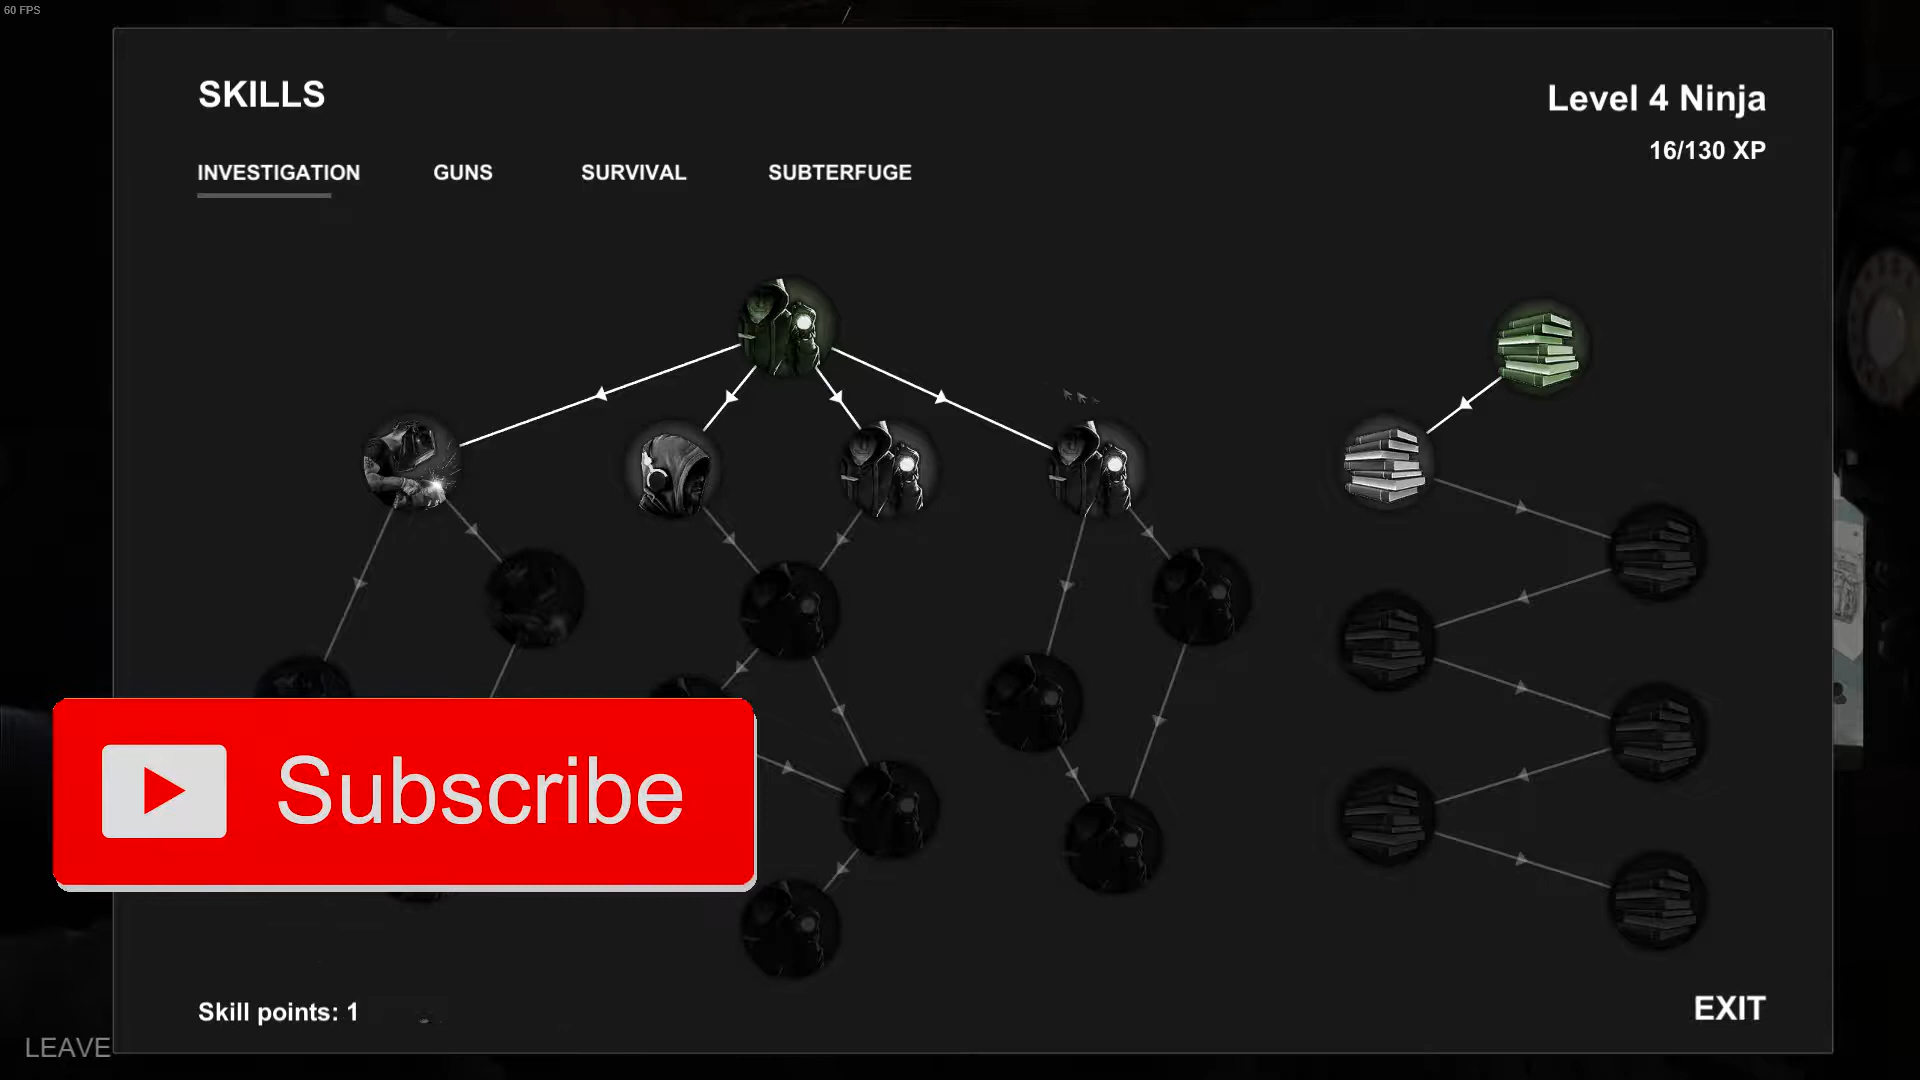 60 FPS
SKILLS
Level 4 Ninja
16/130 XP
INVESTIGATION
GUNS
SURVIVAL
SUBTERFUGE
Subscribe
Skill points: 1
EXIT
LEAVE